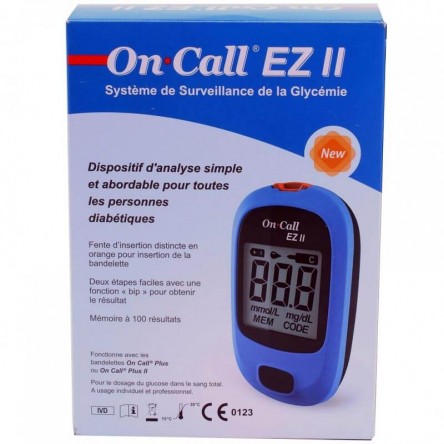 On·Call® EZ II
Système de Surveillance de la Glycémie
New
Dispositif d'analyse simple
et abordable pour toutes
les personnes
diabétiques
Fente d'insertion distincte en
orange pour insertion de la
bandelette
Deux étapes faciles avec une
fonction « bip » pour obtenir
le résultat
Mémoire à 100 résultats
Fonctionne avec les
bandelettes On Call® Plus
ou On Call® Plus II
Pour le dosage du glucose dans le sang total.
A usage individuel et professionnel.
IVD
CE 0123
On·Call
EZ II
C
88.8
mmol/L mg/dL
MEM CODE